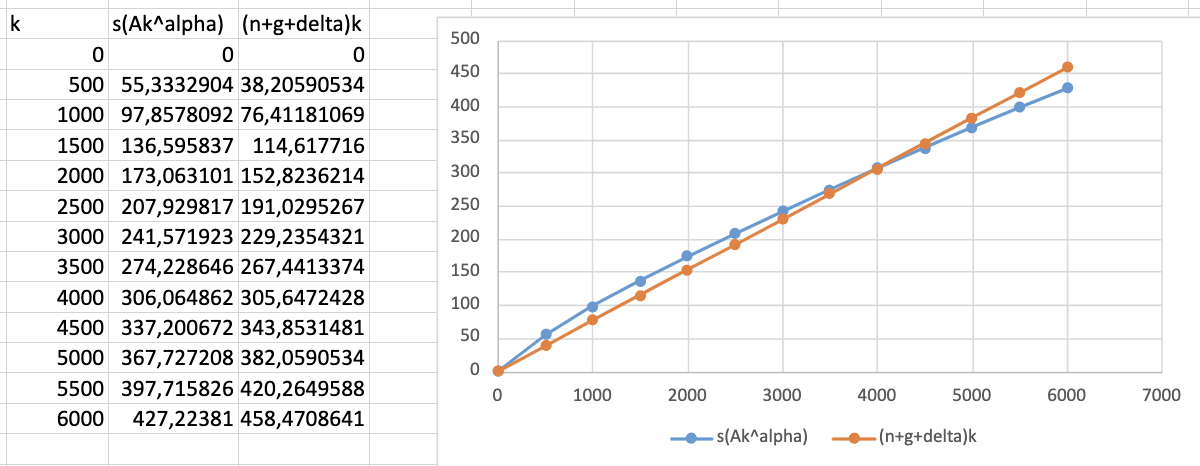 k s(Ak^alpha) (n+g+delta)k
0 0 0
500 55,3332904 38,20590534
1000 97,8578092 76,41181069
1500 136,595837 114,617716
2000 173,063101 152,8236214
2500 207,929817 191,0295267
3000 241,571923 229,2354321
3500 274,228646 267,4413374
4000 306,064862 305,6472428
4500 337,200672 343,8531481
5000 367,727208 382,0590534
5500 397,715826 420,2649588
6000 427,22381 458,4708641
500
450
400
350
300
250
200
150
100
50
0
0 1000 2000 3000 4000 5000 6000 7000
s(Ak^alpha) (n+g+delta)k